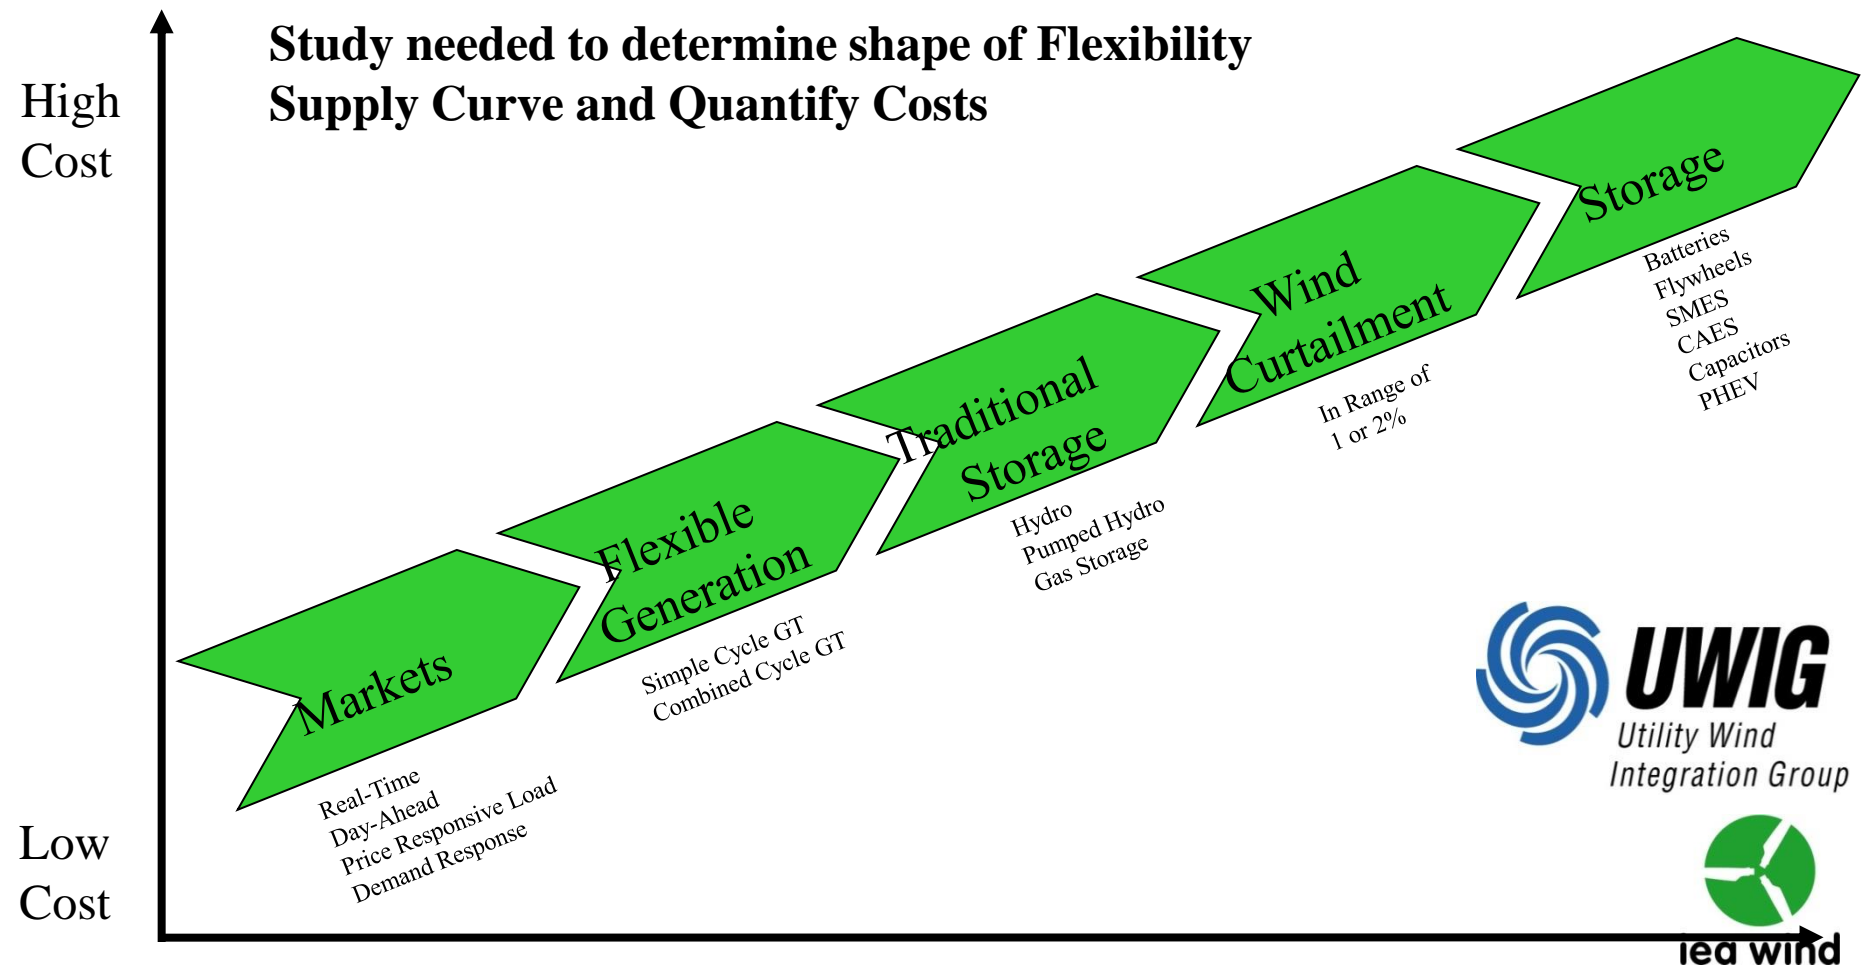 Study needed to determine shape of Flexibility
Supply Curve and Quantify Costs
High
Cost
Storage
Batteries
Flywheels
SMES
CAES
Capacitors
PHEV
Wind
Curtailment
In Range of
1 or 2%
Traditional
Storage
Hydro
Pumped Hydro
Gas Storage
Flexible
Generation
Simple Cycle GT
Combined Cycle GT
Markets
Real-Time
Day-Ahead
Price Responsive Load
Demand Response
Low
Cost
UWIG
Utility Wind
Integration Group
iea wind